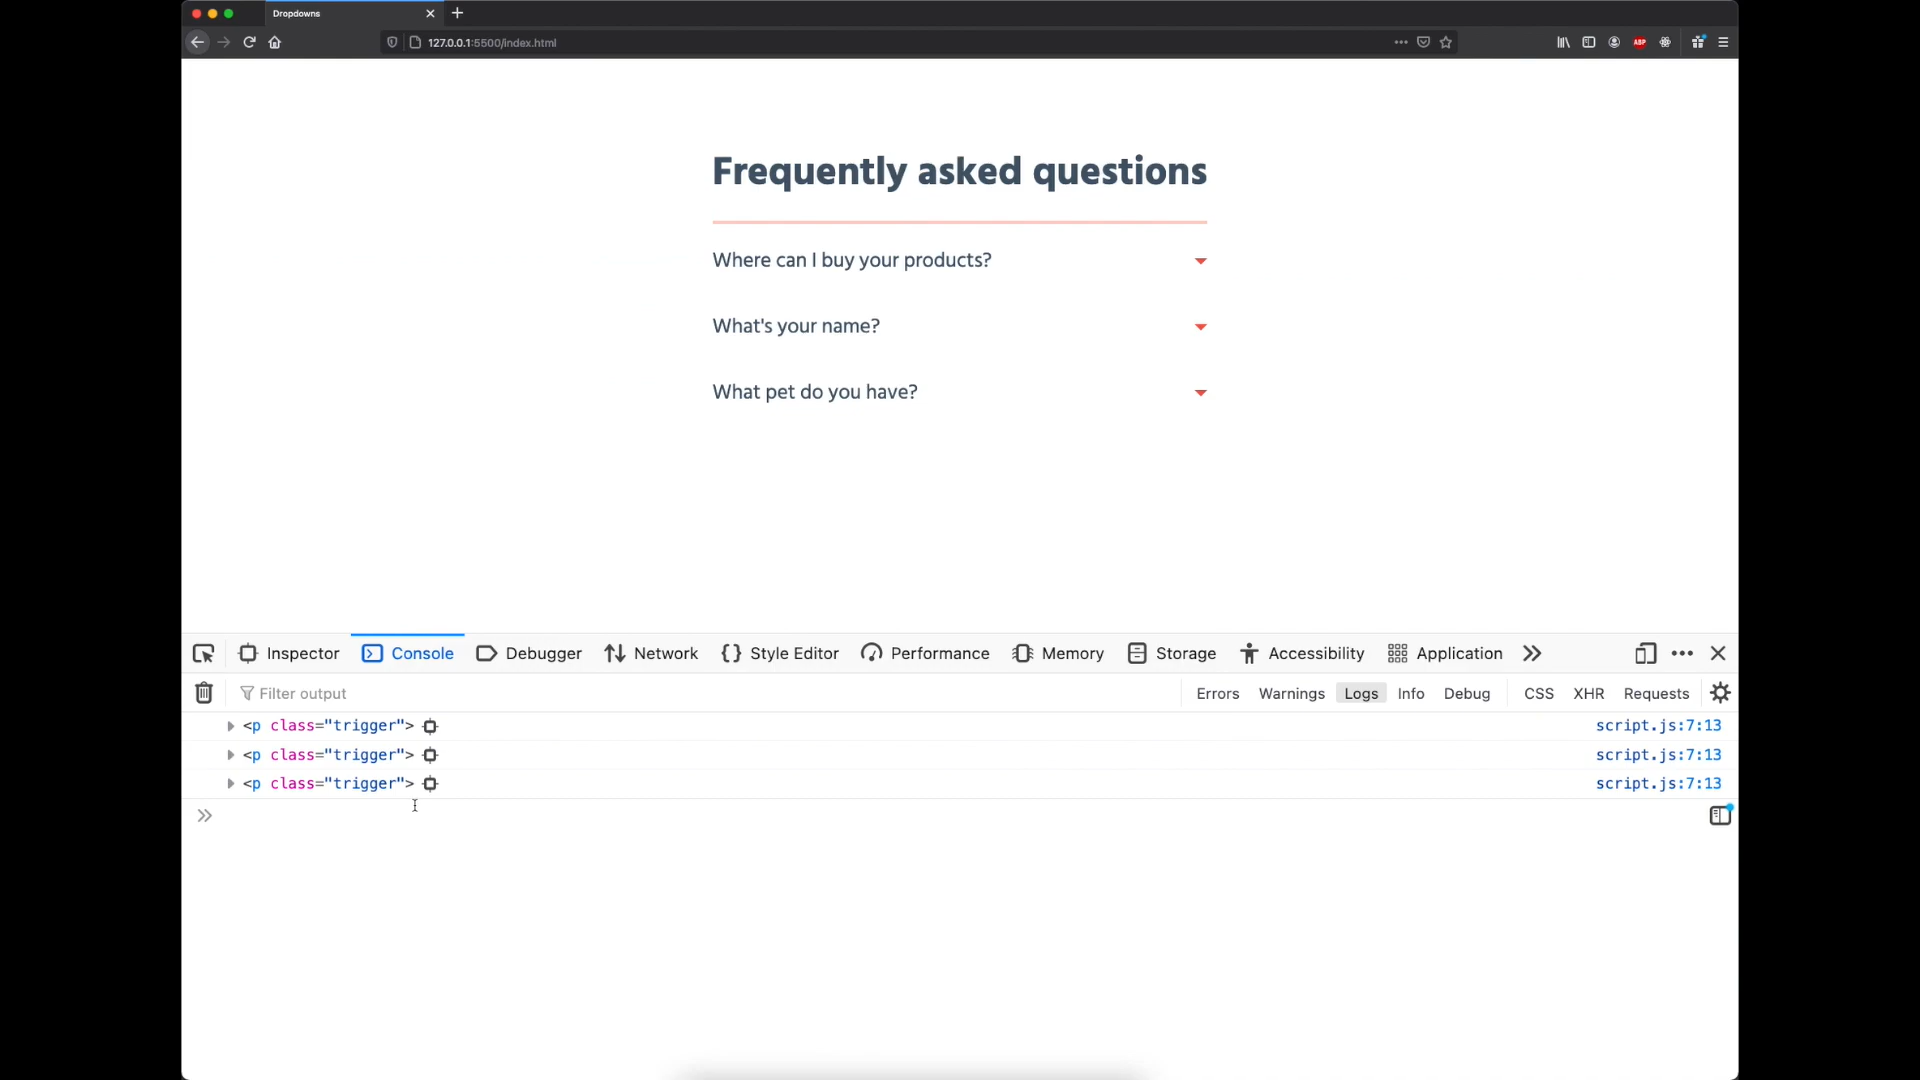 Dropdowns
127.0.0.1:5500/index.html
ABP
Frequently asked questions
Where can I buy your products?
What's your name?
What pet do you have?
Inspector Console Debugger Network Style Editor Performance Memory Storage Accessibility Application
Filter output Errors Warnings Logs Info Debug CSS XHR Requests
<p class="trigger"> script.js:7:13
<p class="trigger"> script.js:7:13
<p class="trigger"> script.js:7:13